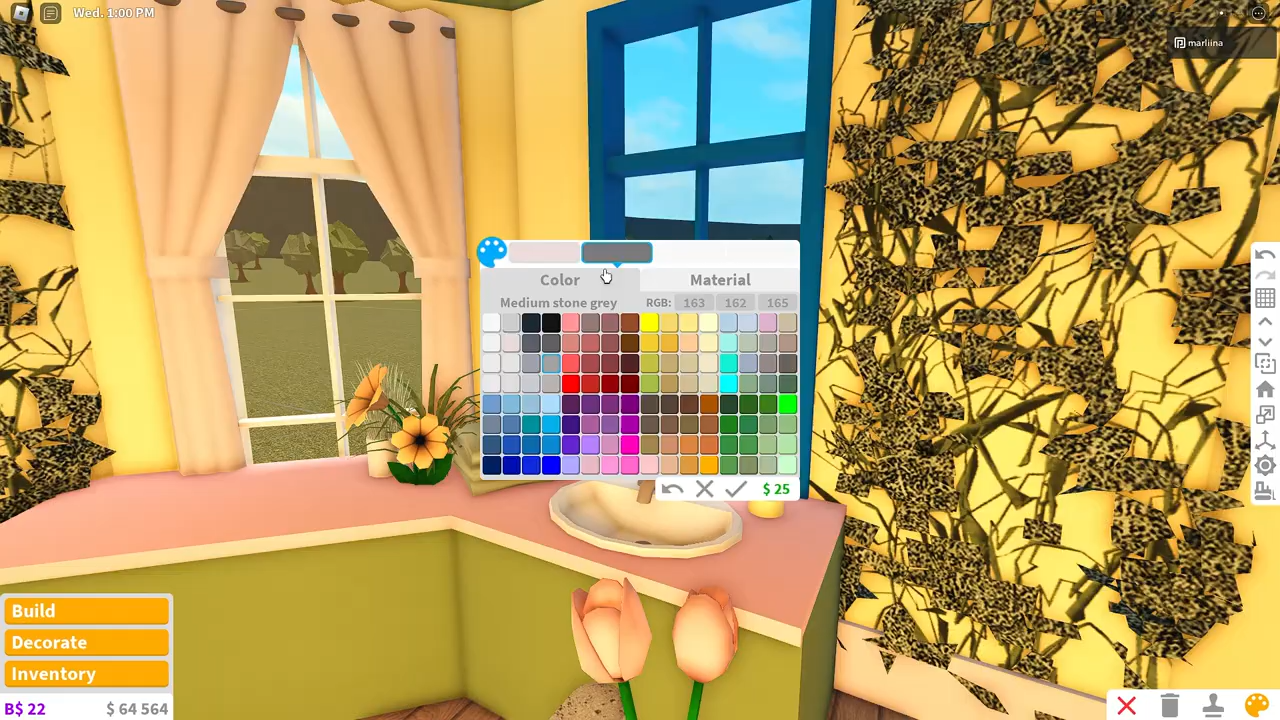 Wed. 1:00 PM
marliina
Color
Material
Medium stone grey
RGB: 163 162 165
$ 25
Build
Decorate
Inventory
B$ 22
$ 64 564